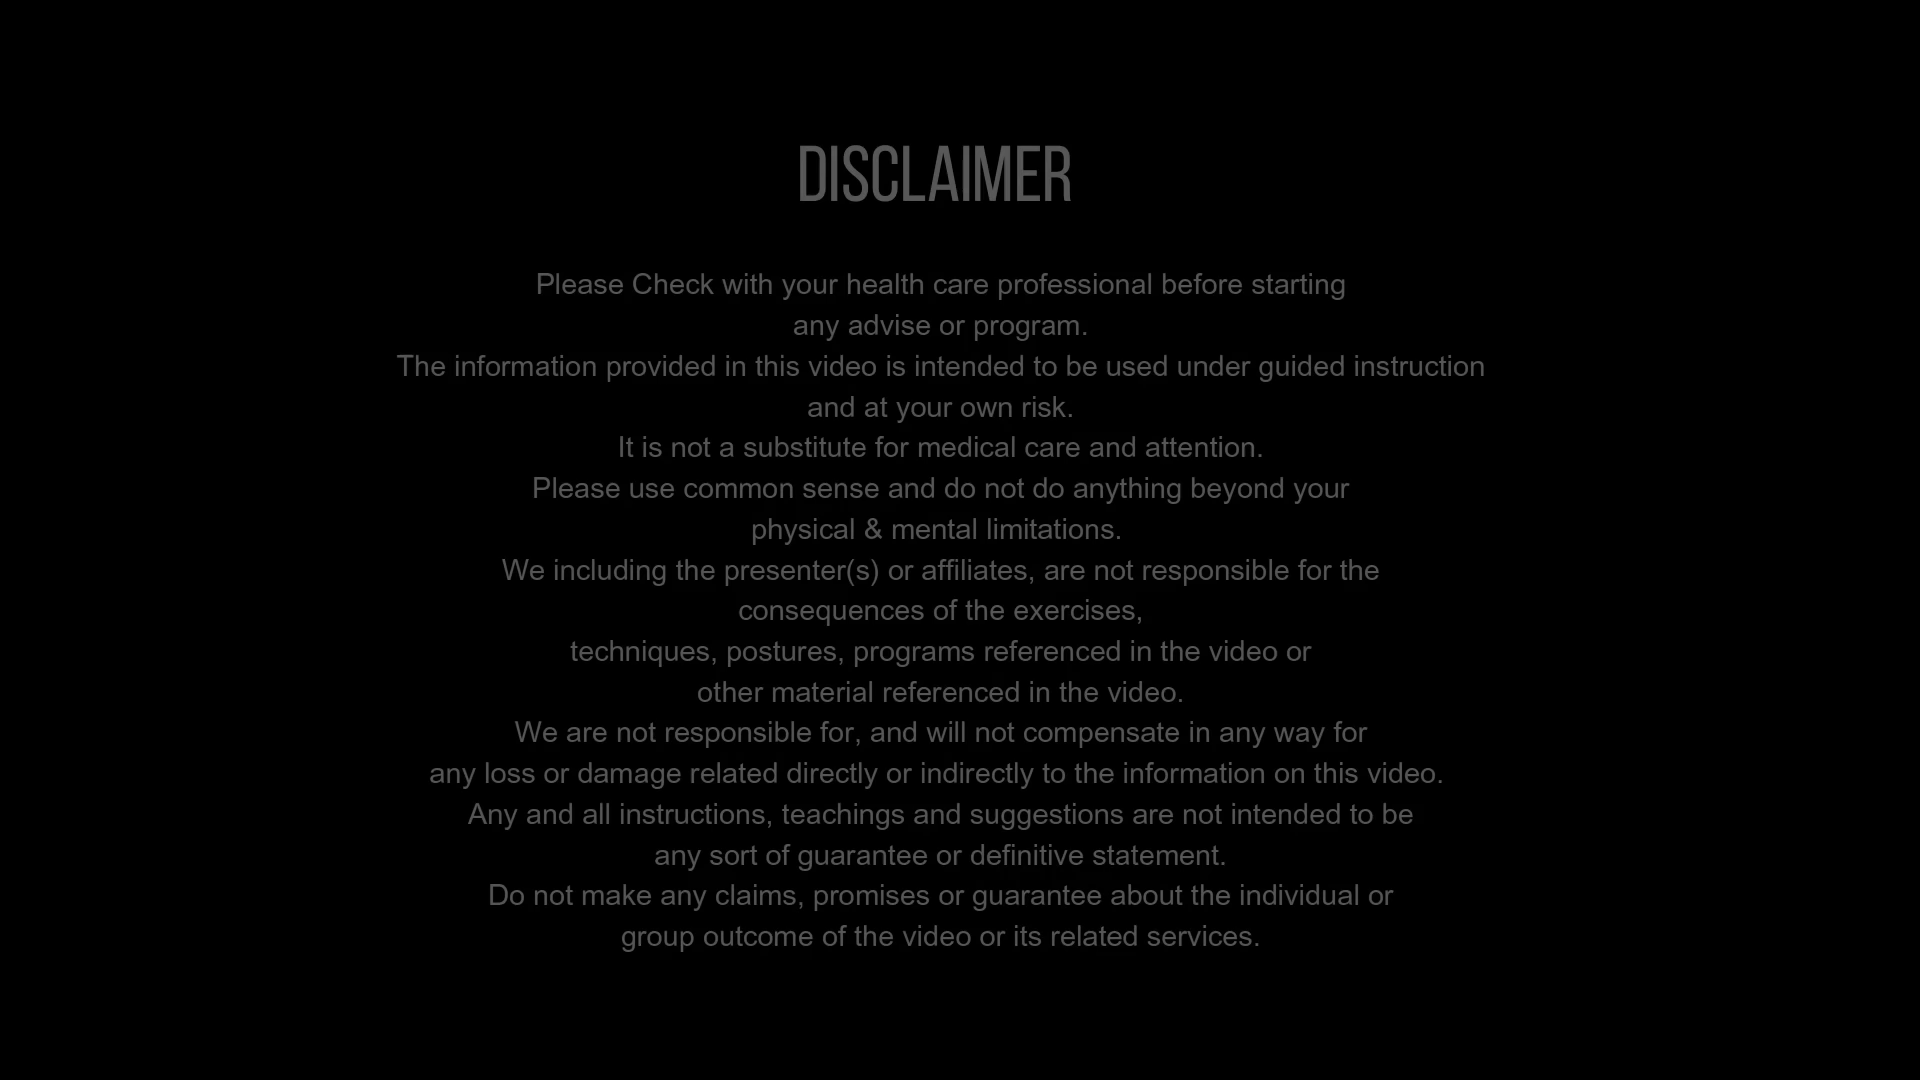 DISCLAIMER
Please Check with your health care professional before starting
any advise or program.
The information provided in this video is intended to be used under guided instruction
and at your own risk.
It is not a substitute for medical care and attention.
Please use common sense and do not do anything beyond your
physical & mental limitations.
We including the presenter(s) or affiliates, are not responsible for the
consequences of the exercises,
techniques, postures, programs referenced in the video or
other material referenced in the video.
We are not responsible for, and will not compensate in any way for
any loss or damage related directly or indirectly to the information on this video.
Any and all instructions, teachings and suggestions are not intended to be
any sort of guarantee or definitive statement.
Do not make any claims, promises or guarantee about the individual or
group outcome of the video or its related services.